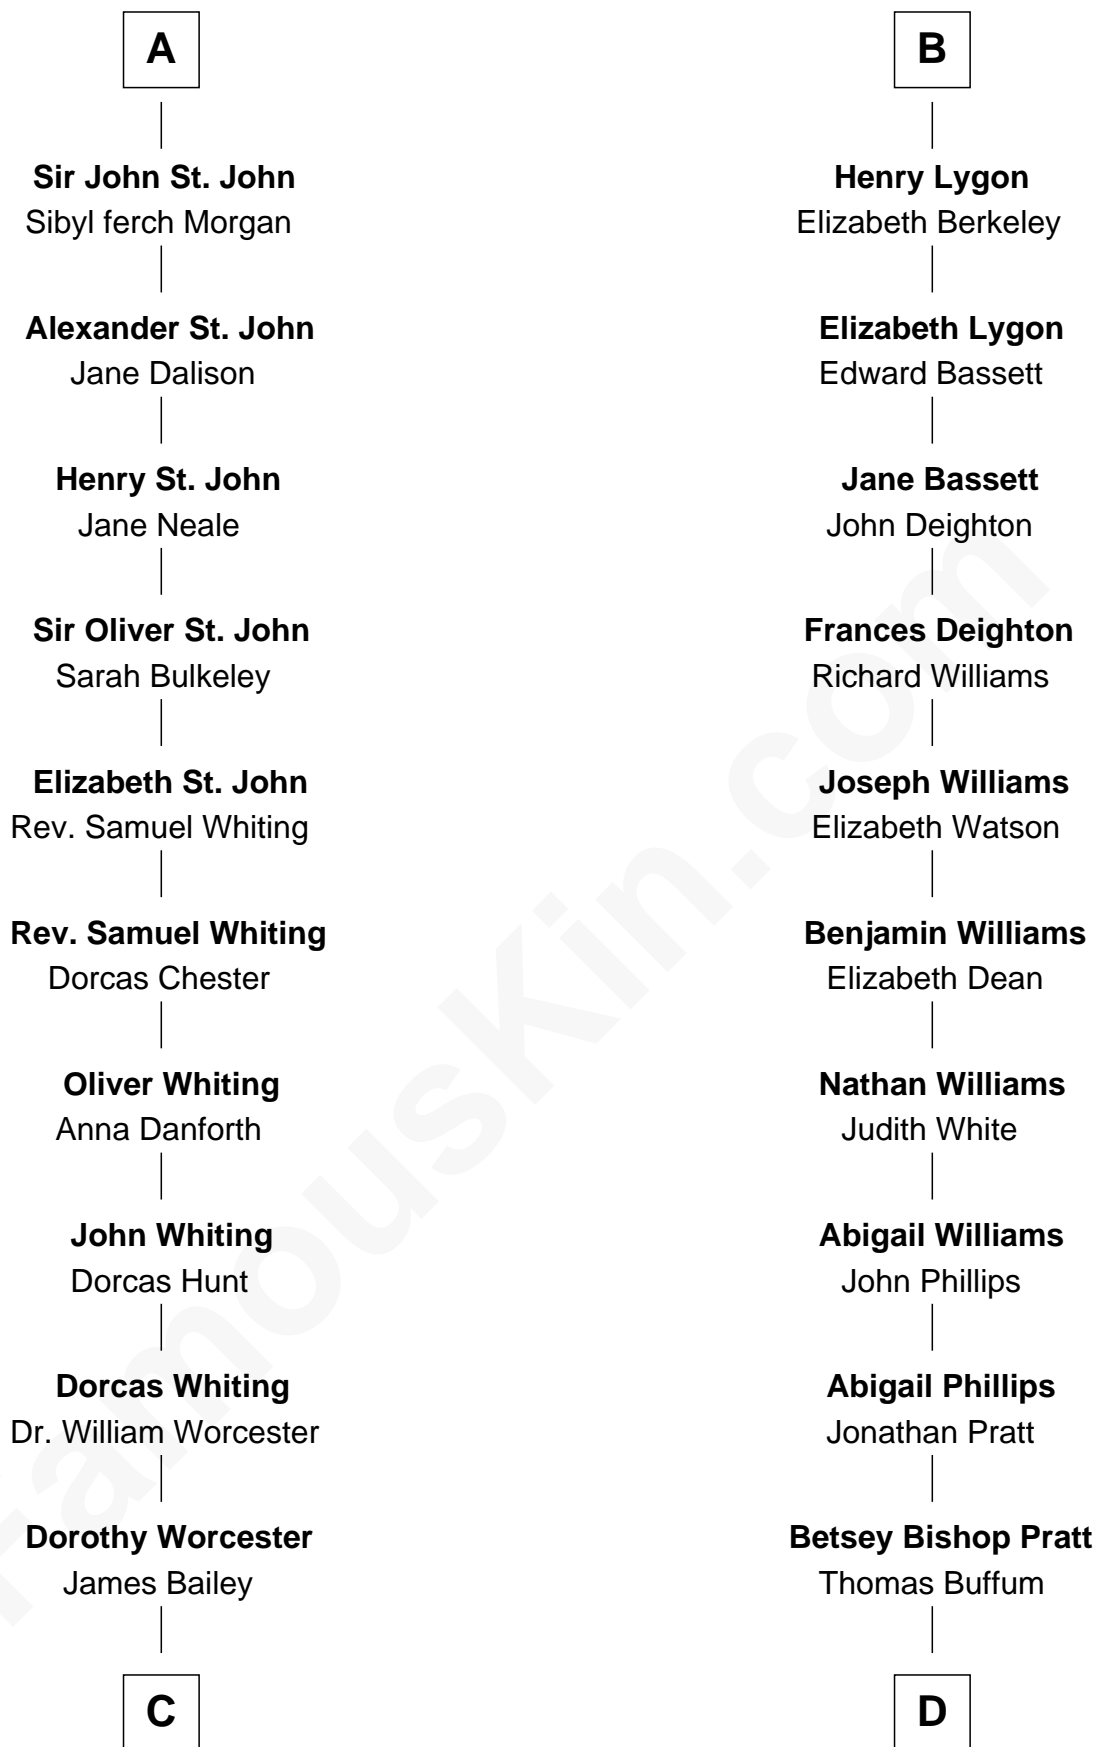 A
Sir John St. John
Sibyl ferch Morgan
Alexander St. John
Jane Dalison
Henry St. John
Jane Neale
Sir Oliver St. John
Sarah Bulkeley
Elizabeth St. John
Rev. Samuel Whiting
Rev. Samuel Whiting
Dorcas Chester
Oliver Whiting
Anna Danforth
John Whiting
Dorcas Hunt
Dorcas Whiting
Dr. William Worcester
Dorothy Worcester
James Bailey
C
B
Henry Lygon
Elizabeth Berkeley
Elizabeth Lygon
Edward Bassett
Jane Bassett
John Deighton
Frances Deighton
Richard Williams
Joseph Williams
Elizabeth Watson
Benjamin Williams
Elizabeth Dean
Nathan Williams
Judith White
Abigail Williams
John Phillips
Abigail Phillips
Jonathan Pratt
Betsey Bishop Pratt
Thomas Buffum
D
FamousKin.com